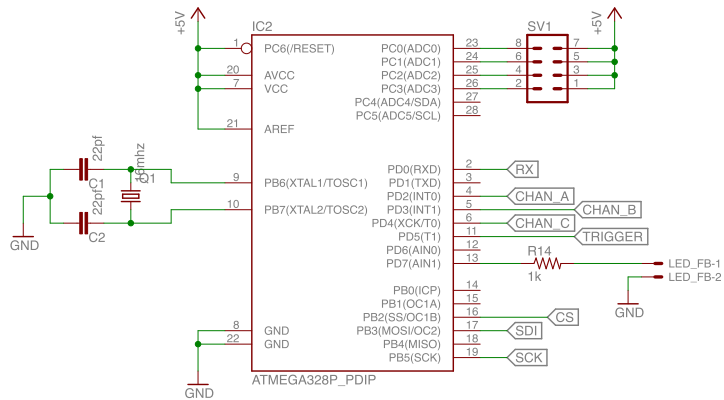 +5V
IC2
+5V
SV1
1 PC6(/RESET) PC0(ADC0) 23 8 7
PC1(ADC1) 24 6 5
20 AVCC PC2(ADC2) 25 4 3
7 VCC PC3(ADC3) 26 2 1
PC4(ADC4/SDA) 27
PC5(ADC5/SCL) 28
21 AREF
22pf
16mhz
C1
Q1
22pf
C2
GND
9 PB6(XTAL1/TOSC1)
10 PB7(XTAL2/TOSC2)
PD0(RXD) 2 RX
PD1(TXD) 3
PD2(INT0) 4 CHAN_A
PD3(INT1) 5 CHAN_B
PD4(XCK/T0) 6 CHAN_C
PD5(T1) 11 TRIGGER
PD6(AIN0) 12
PD7(AIN1) 13
R14
1k
LED_FB-1
LED_FB-2
GND
PB0(ICP) 14
PB1(OC1A) 15
PB2(SS/OC1B) 16 CS
8 GND PB3(MOSI/OC2) 17 SDI
22 GND PB4(MISO) 18
PB5(SCK) 19 SCK
GND
ATMEGA328P_PDIP